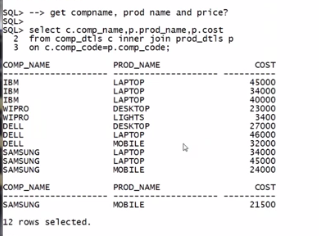 SQL> --> get compname, prod name and price?
SQL>
SQL> select c.comp_name,p.prod_name,p.cost
2 from comp_dtls c inner join prod_dtls p
3 on c.comp_code=p.comp_code;
COMP_NAME PROD_NAME COST
IBM LAPTOP 45000
IBM LAPTOP 34000
IBM MOBILE 40000
WIPRO DESKTOP 23000
WIPRO LIGHTS 3400
DELL DESKTOP 27000
DELL LAPTOP 46000
DELL MOBILE 32000
SAMSUNG LAPTOP 34000
SAMSUNG LAPTOP 45000
SAMSUNG MOBILE 24000
COMP_NAME PROD_NAME COST
SAMSUNG MOBILE 21500
12 rows selected.